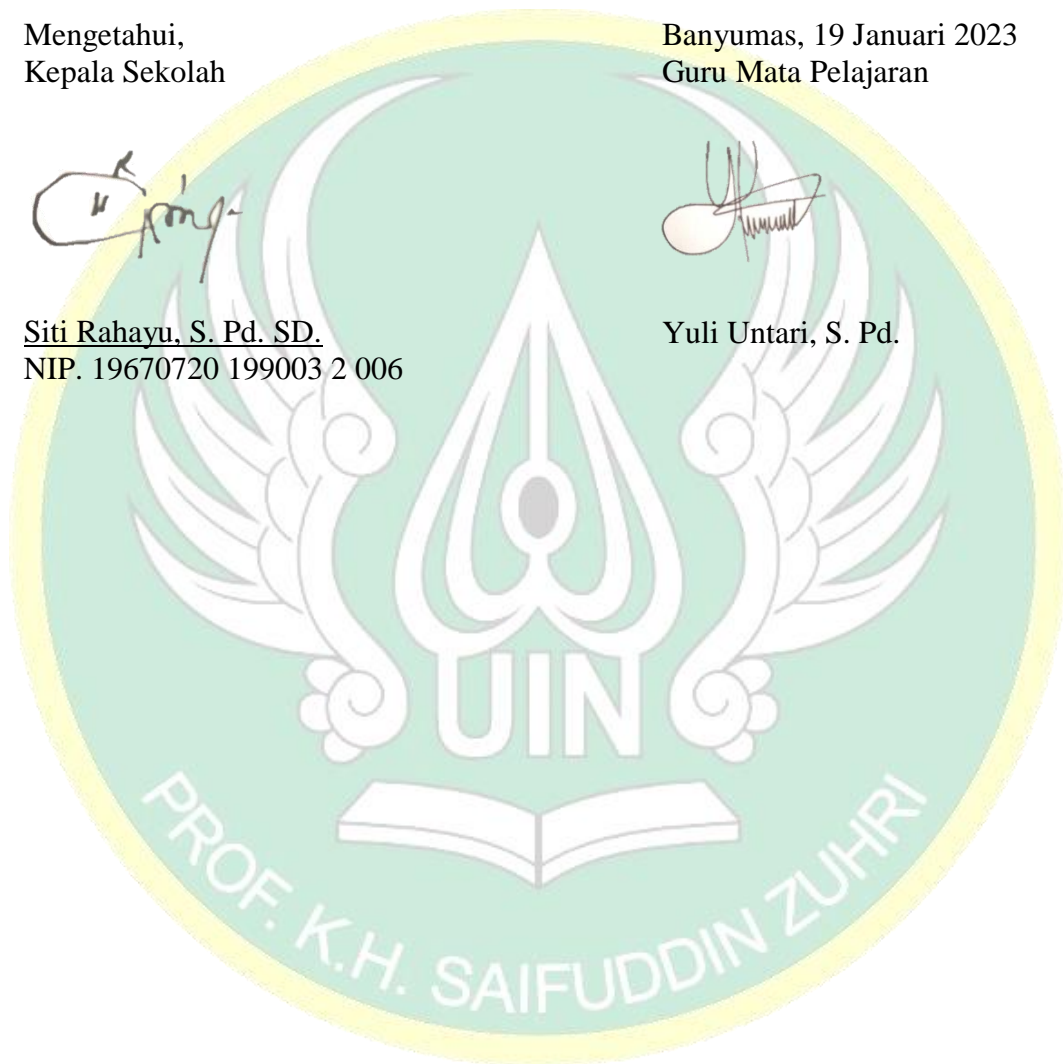 Mengetahui,
Kepala Sekolah
Banyumas, 19 Januari 2023
Guru Mata Pelajaran
Siti Rahayu, S. Pd. SD.
NIP. 19670720 199003 2 006
Yuli Untari, S. Pd.
UIN
PROF. K.H. SAIFUDDIN ZUHRI